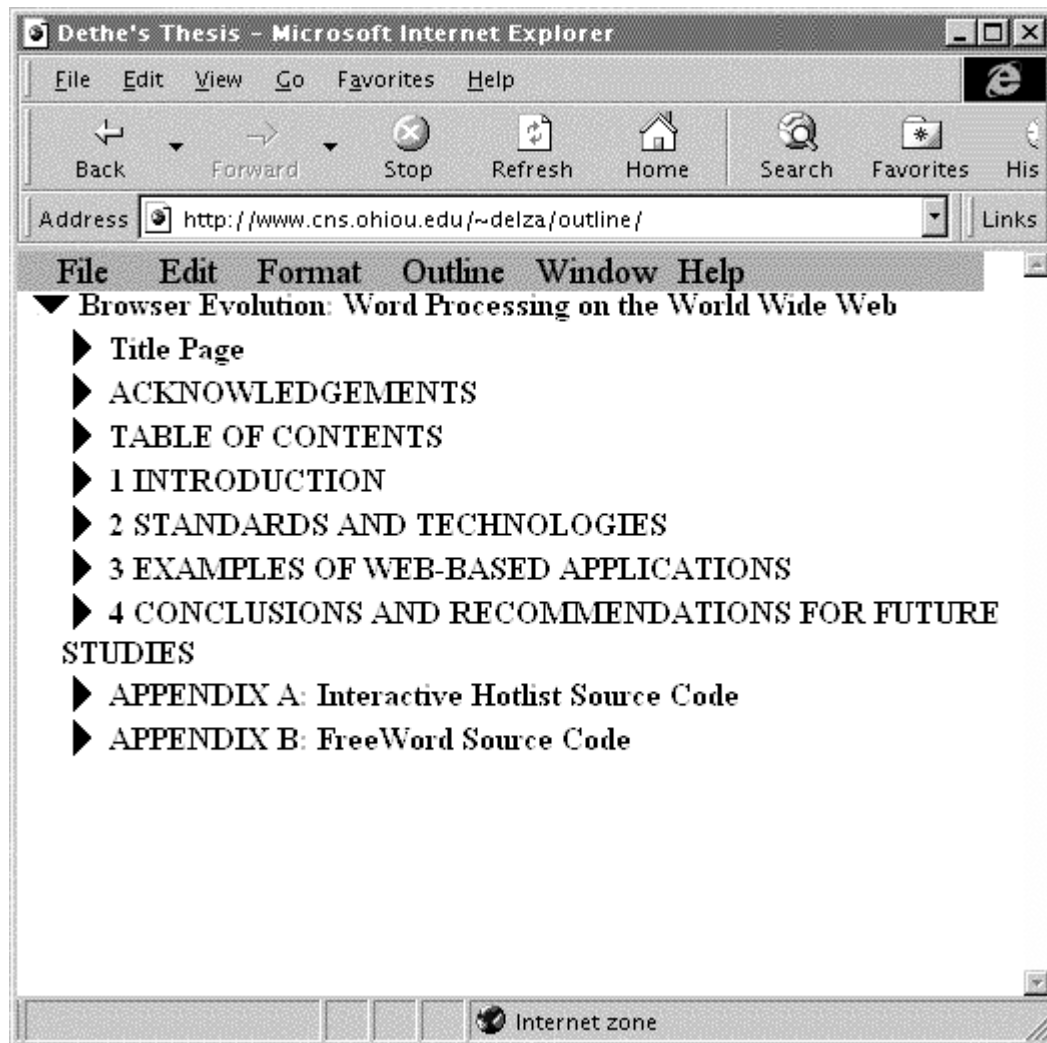 Dethe's Thesis - Microsoft Internet Explorer
File Edit View Go Favorites Help
Back Forward Stop Refresh Home Search Favorites His
Address http://www.cns.ohiou.edu/~delza/outline/ Links
File Edit Format Outline Window Help
Browser Evolution: Word Processing on the World Wide Web
Title Page
ACKNOWLEDGEMENTS
TABLE OF CONTENTS
1 INTRODUCTION
2 STANDARDS AND TECHNOLOGIES
3 EXAMPLES OF WEB-BASED APPLICATIONS
4 CONCLUSIONS AND RECOMMENDATIONS FOR FUTURE
STUDIES
APPENDIX A: Interactive Hotlist Source Code
APPENDIX B: FreeWord Source Code
Internet zone